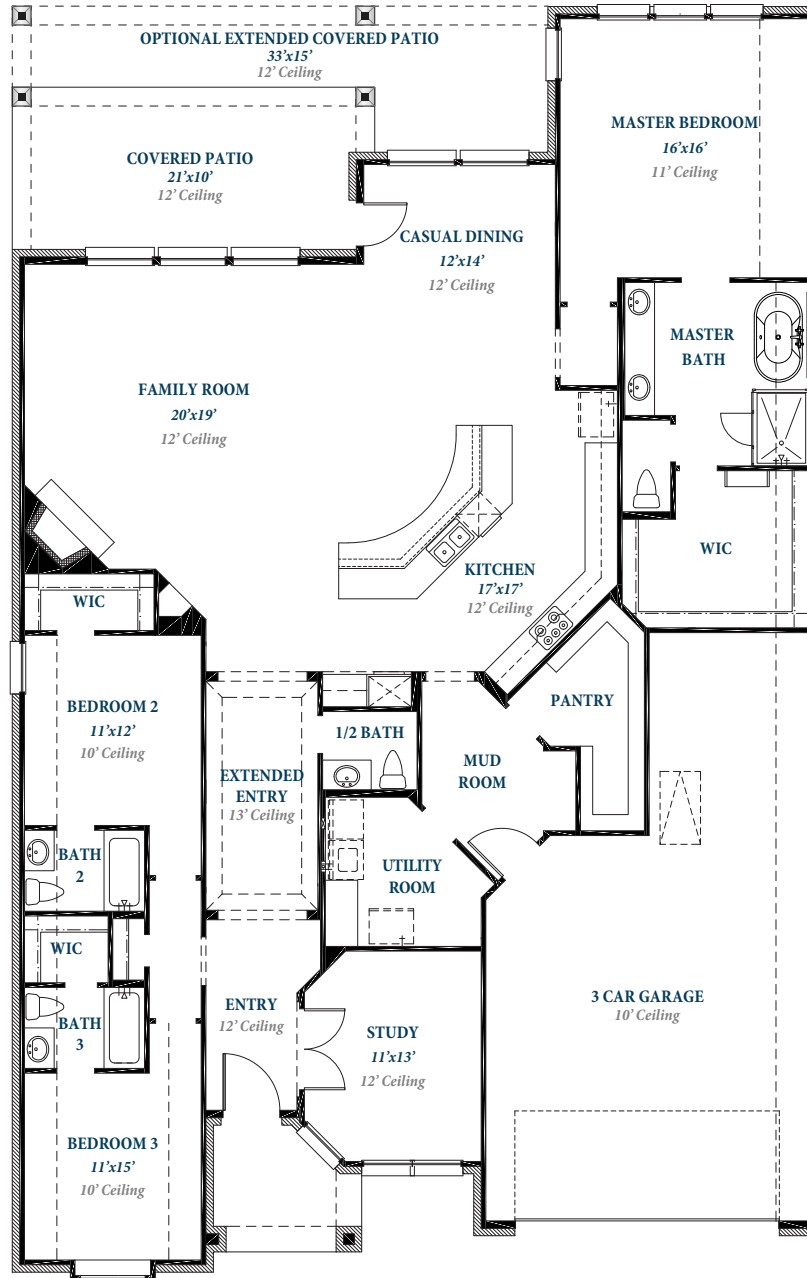 OPTIONAL EXTENDED COVERED PATIO
33'x15'
12' Ceiling
MASTER BEDROOM
16'x16'
11' Ceiling
COVERED PATIO
21'x10'
12' Ceiling
CASUAL DINING
12'x14'
12' Ceiling
MASTER
BATH
FAMILY ROOM
20'x19'
12' Ceiling
WIC
KITCHEN
17'x17'
12' Ceiling
WIC
BEDROOM 2
11'x12'
10' Ceiling
PANTRY
1/2 BATH
MUD
ROOM
EXTENDED
ENTRY
13' Ceiling
BATH
2
UTILITY
ROOM
WIC
3 CAR GARAGE
10' Ceiling
ENTRY
12' Ceiling
BATH
3
STUDY
11'x13'
12' Ceiling
BEDROOM 3
11'x15'
10' Ceiling